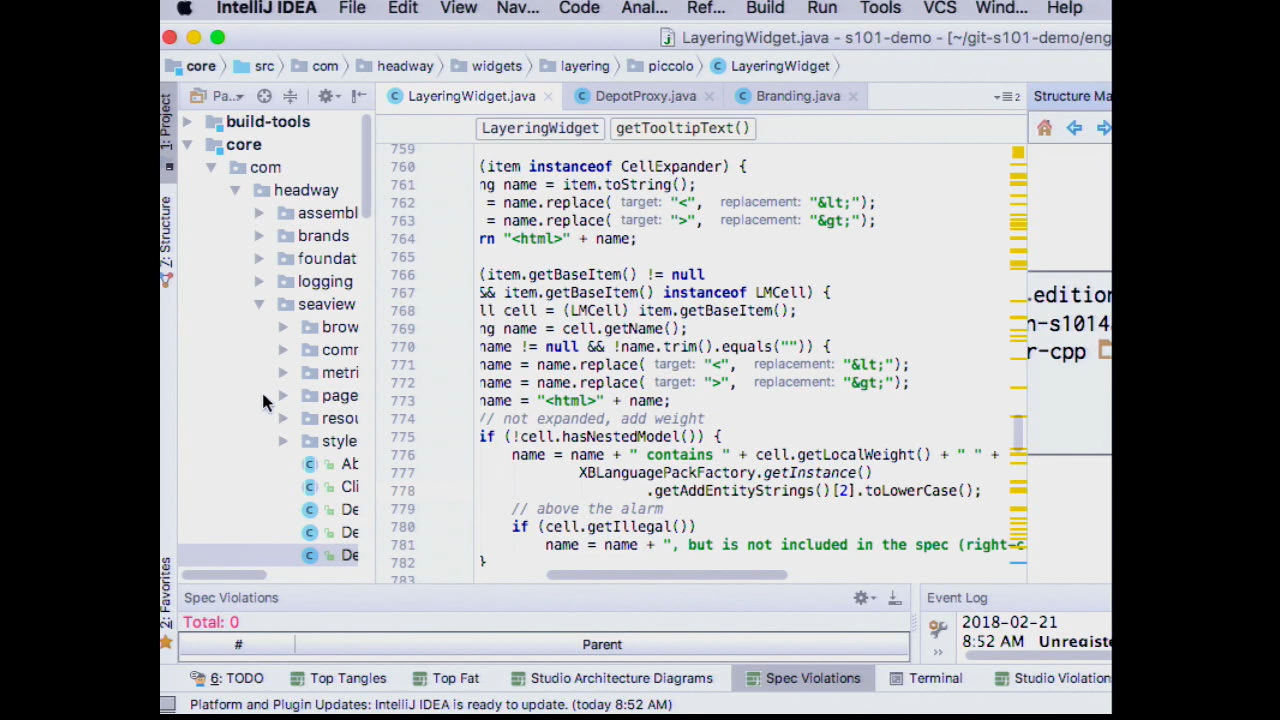 IntelliJ IDEA File Edit View Nav... Code Anal... Ref... Build Run Tools VCS Wind... Help
LayeringWidget.java - s101-demo - [~/git-s101-demo/eng
core src com headway widgets layering piccolo LayeringWidget
Pa... LayeringWidget.java DepotProxy.java Branding.java 2 Structure Ma
LayeringWidget getTooltipText()
1: Project
7: Structure
2: Favorites
build-tools
core
com
headway
assembl
brands
foundat
logging
seaview
brow
comr
metri
page
resou
style
Ab
Cli
De
De
De
759
760 (item instanceof CellExpander) {
761 ng name = item.toString();
762 = name.replace( target: "<", replacement: "&lt;");
763 = name.replace( target: ">", replacement: "&gt;");
764 rn "<html>" + name;
765
766 (item.getBaseItem() != null
767 && item.getBaseItem() instanceof LMCell) {
768 ll cell = (LMCell) item.getBaseItem();
769 ng name = cell.getName();
770 name != null && !name.trim().equals("")) {
771 name = name.replace( target: "<", replacement: "&lt;");
772 name = name.replace( target: ">", replacement: "&gt;");
773 name = "<html>" + name;
774 // not expanded, add weight
775 if (!cell.hasNestedModel()) {
776 name = name + " contains " + cell.getLocalWeight() + " " +
777 XBLanguagePackFactory.getInstance()
778 .getAddEntityStrings()[2].toLowerCase();
779 // above the alarm
780 if (cell.getIllegal())
781 name = name + ", but is not included in the spec (right-c
782 }
783
.edition
n-s1014
r-cpp
Spec Violations
Total: 0
# Parent
Event Log
2018-02-21
8:52 AM Unregiste
6: TODO Top Tangles Top Fat Studio Architecture Diagrams Spec Violations Terminal Studio Violation
Platform and Plugin Updates: IntelliJ IDEA is ready to update. (today 8:52 AM)